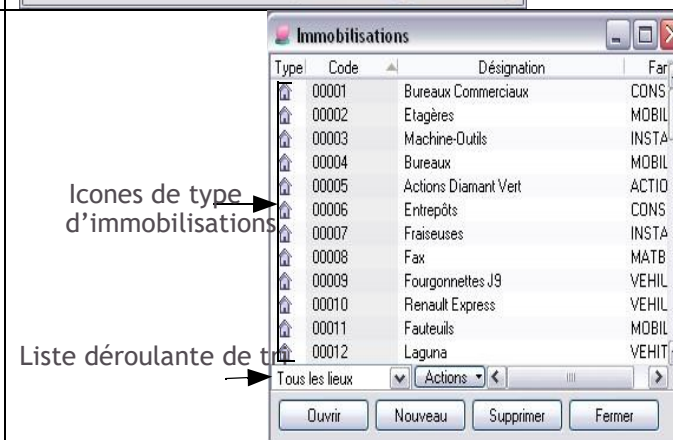 Immobilisations
Type Code Désignation Far
00001 Bureaux Commerciaux CONS
00002 Etagères MOBIL
00003 Machine-Outils INSTA
00004 Bureaux MOBIL
00005 Actions Diamant Vert ACTIO
00006 Entrepôts CONS
00007 Fraiseuses INSTA
00008 Fax MATB
00009 Fourgonnettes J9 VEHIL
00010 Renault Express VEHIL
00011 Fauteuils MOBIL
00012 Laguna VEHIT
Icones de type
d'immobilisations
Liste déroulante de tri
Tous les lieux Actions
Ouvrir Nouveau Supprimer Fermer